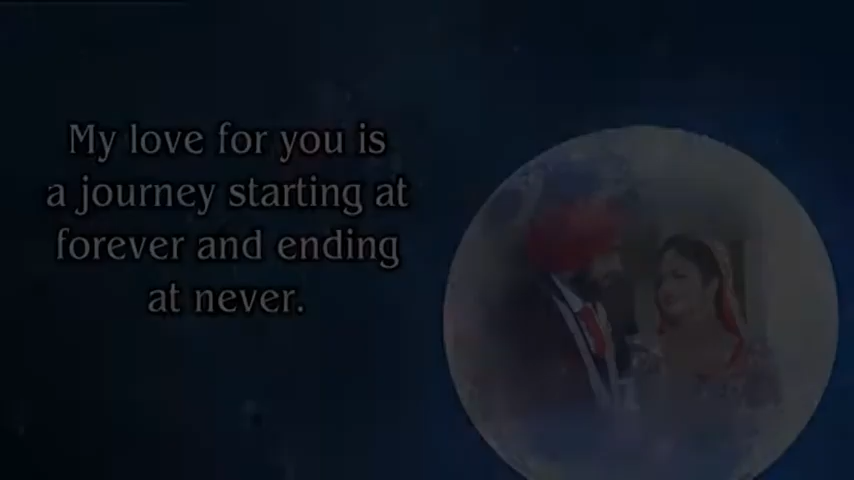 My love for you is
a journey starting at
forever and ending
at never.